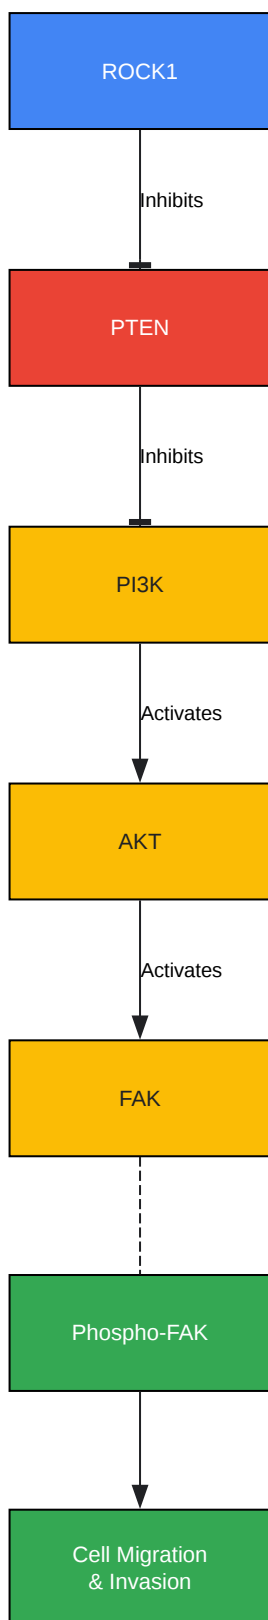 ROCK1
Inhibits
PTEN
Inhibits
PI3K
Activates
AKT
Activates
FAK
Phospho-FAK
Cell Migration
& Invasion